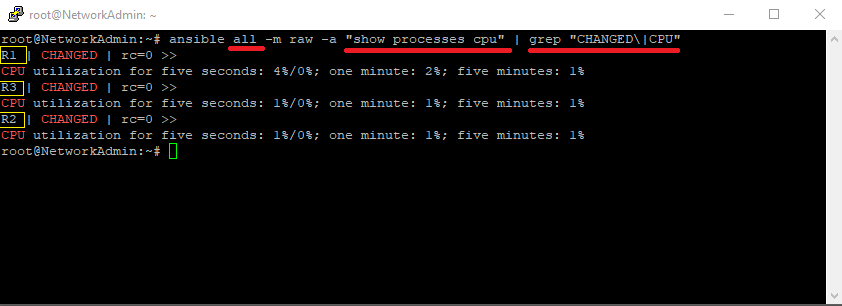 root@NetworkAdmin: ~
root@NetworkAdmin:~# ansible all -m raw -a "show processes cpu" | grep "CHANGED\|CPU"
R1 | CHANGED | rc=0 >>
CPU utilization for five seconds: 4%/0%; one minute: 2%; five minutes: 1%
R3 | CHANGED | rc=0 >>
CPU utilization for five seconds: 1%/0%; one minute: 1%; five minutes: 1%
R2 | CHANGED | rc=0 >>
CPU utilization for five seconds: 1%/0%; one minute: 1%; five minutes: 1%
root@NetworkAdmin:~#